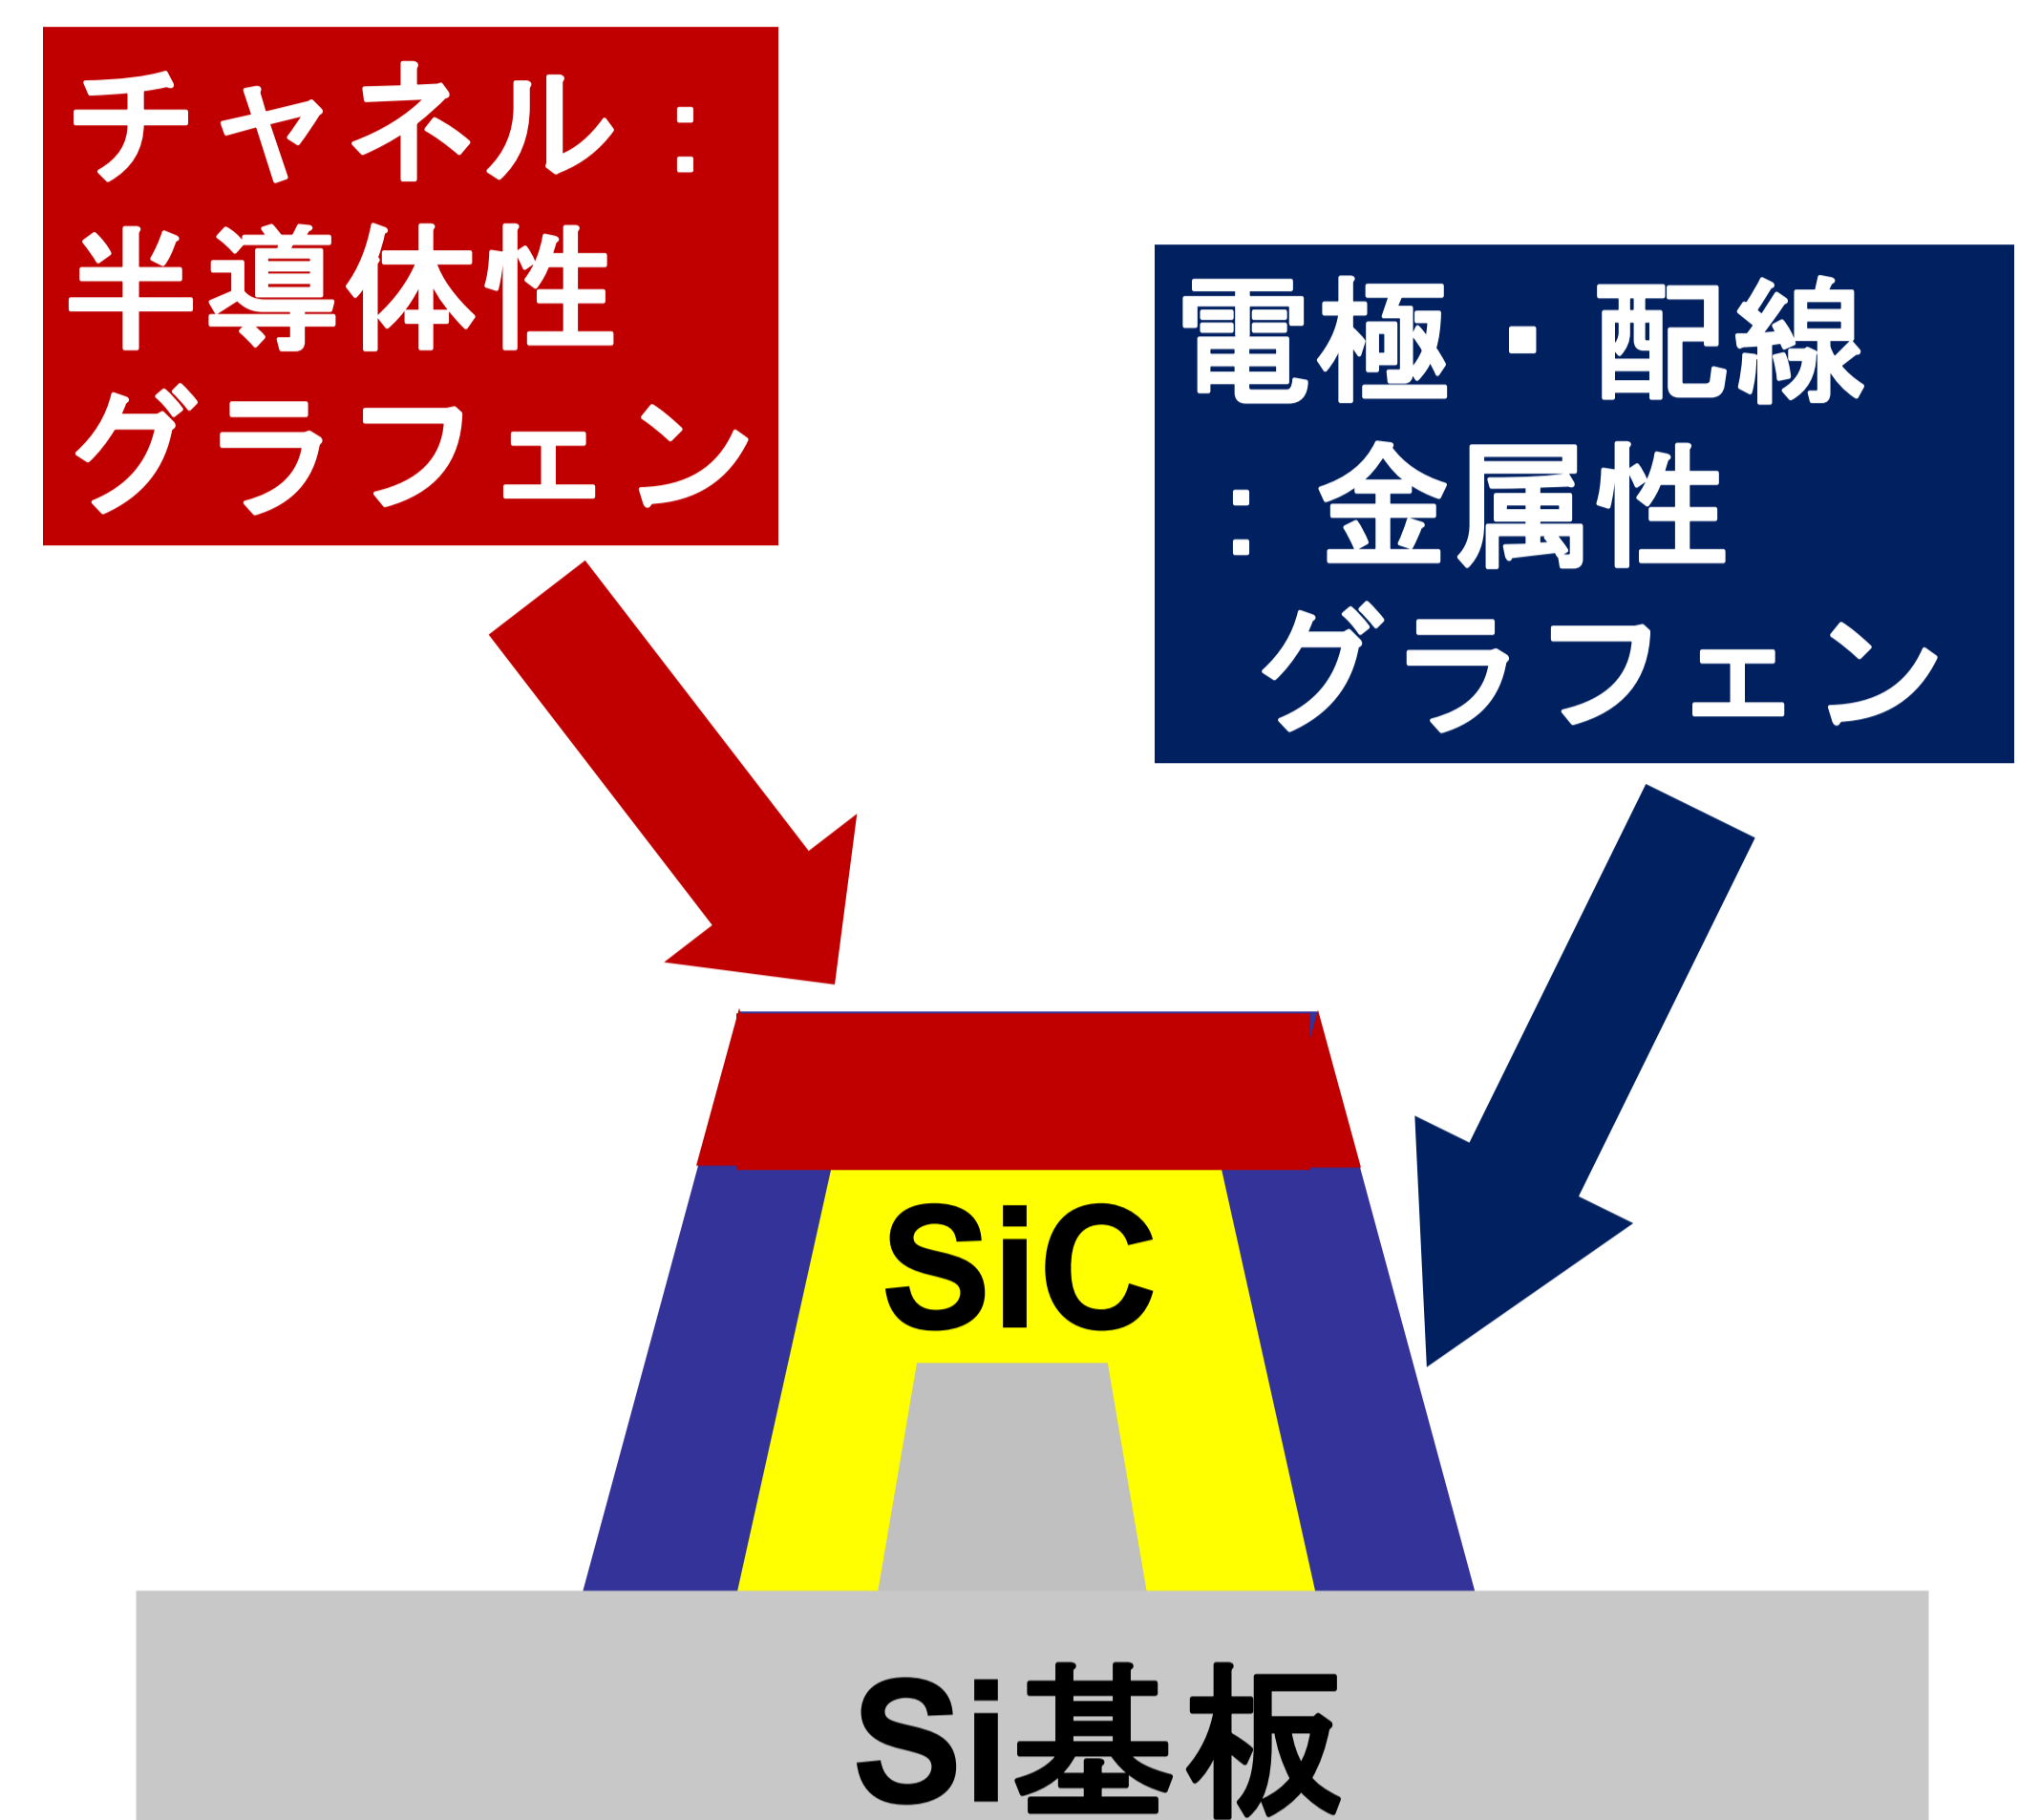 チャネル：
半導体性
グラフェン
電極・配線
：金属性
グラフェン
SiC
Si基板